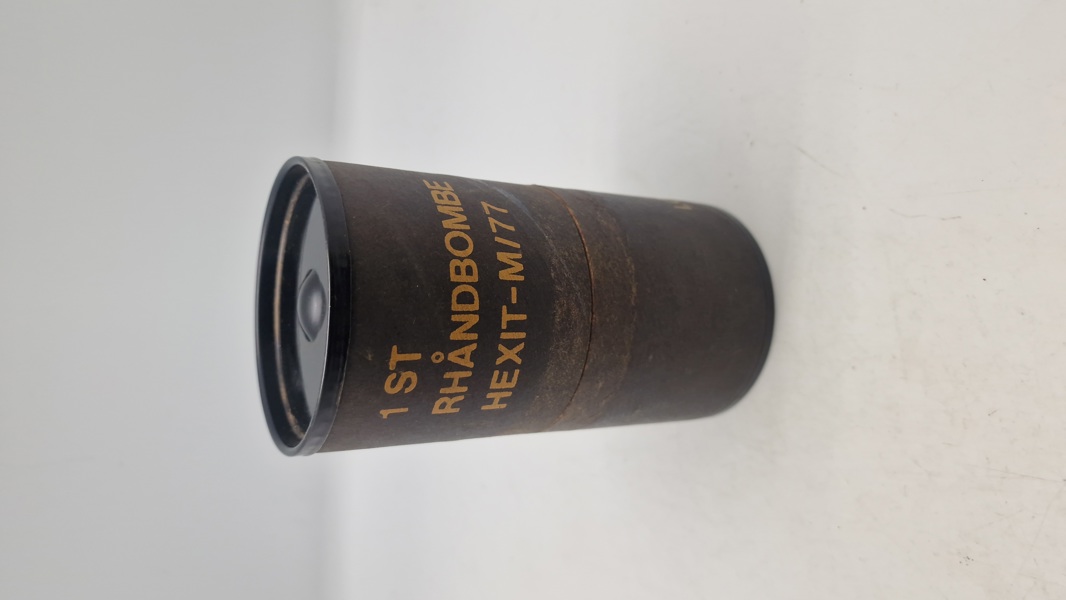 1 ST
RHÅNDBOMBE
HEXIT-M/77